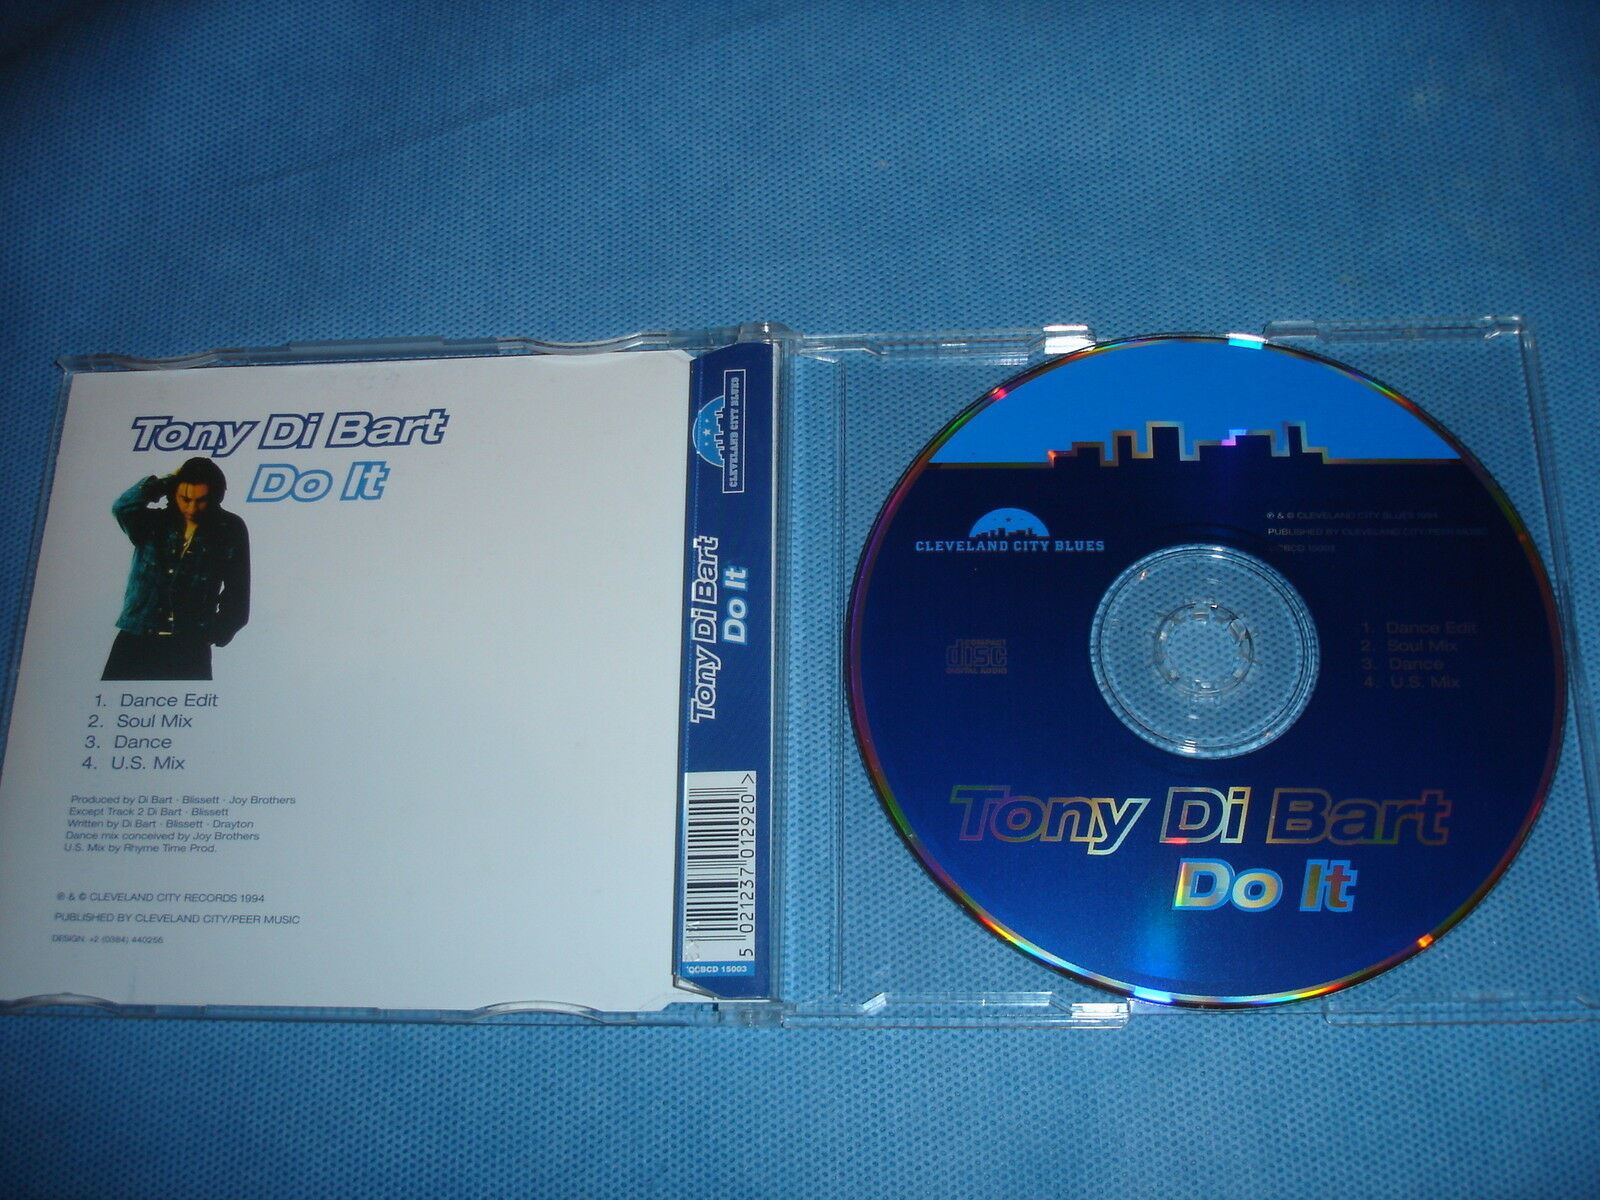 Tony Di Bart
Do It
1. Dance Edit
2. Soul Mix
3. Dance
4. U.S. Mix
Produced by Di Bart · Blissett · Joy Brothers
Except Track 2 Di Bart · Blissett
Written by Di Bart · Blissett · Drayton
Dance mix conceived by Joy Brothers
U.S. Mix by Rhyme Time Prod.
℗ & © CLEVELAND CITY RECORDS 1994
PUBLISHED BY CLEVELAND CITY/PEER MUSIC
DESIGN: +2 (0384) 440256
CLEVELAND CITY BLUES
Tony Di Bart
Do It
5 021237 012920 >
CCBCD 15003
CLEVELAND CITY BLUES
℗ & © CLEVELAND CITY BLUES 1994
PUBLISHED BY CLEVELAND CITY/PEER MUSIC
CCBCD 15003
COMPACT
disc
DIGITAL AUDIO
1. Dance Edit
2. Soul Mix
3. Dance
4. U.S. Mix
Tony Di Bart
Do It